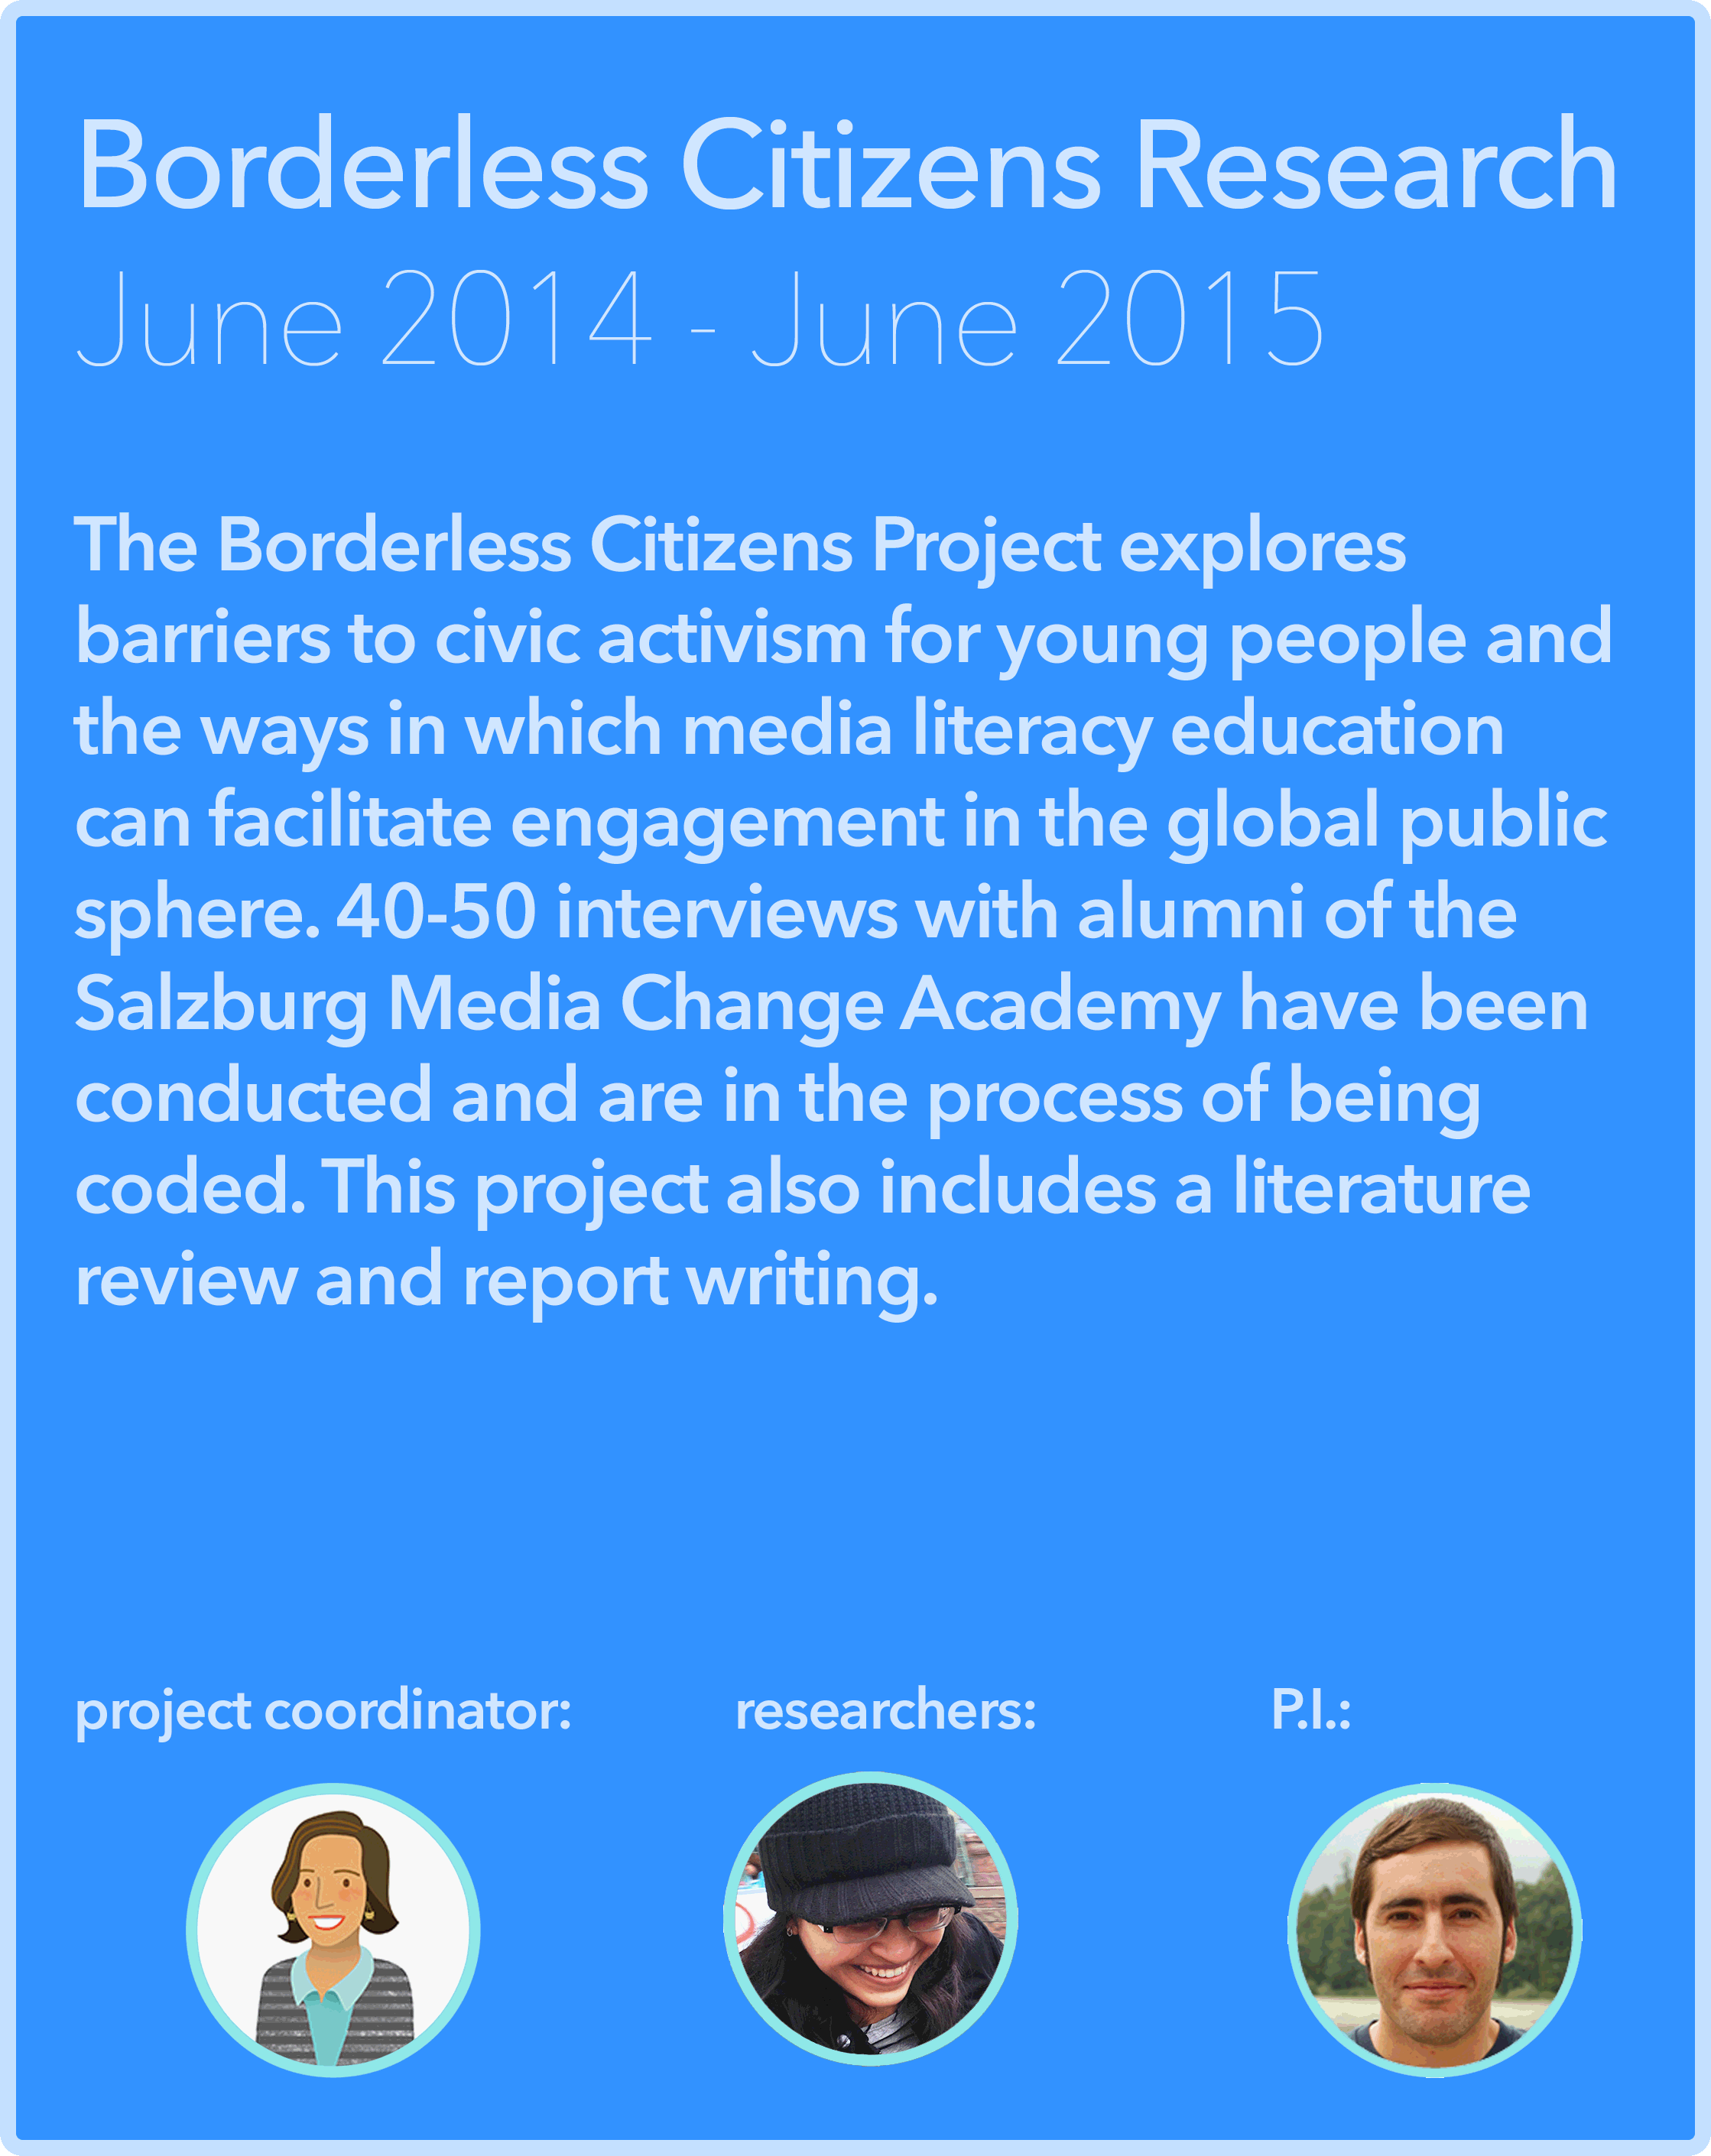 Borderless Citizens Research
June 2014 - June 2015
The Borderless Citizens Project explores
barriers to civic activism for young people and
the ways in which media literacy education
can facilitate engagement in the global public
sphere. 40-50 interviews with alumni of the
Salzburg Media Change Academy have been
conducted and are in the process of being
coded. This project also includes a literature
review and report writing.
project coordinator:
researchers:
P.I.: